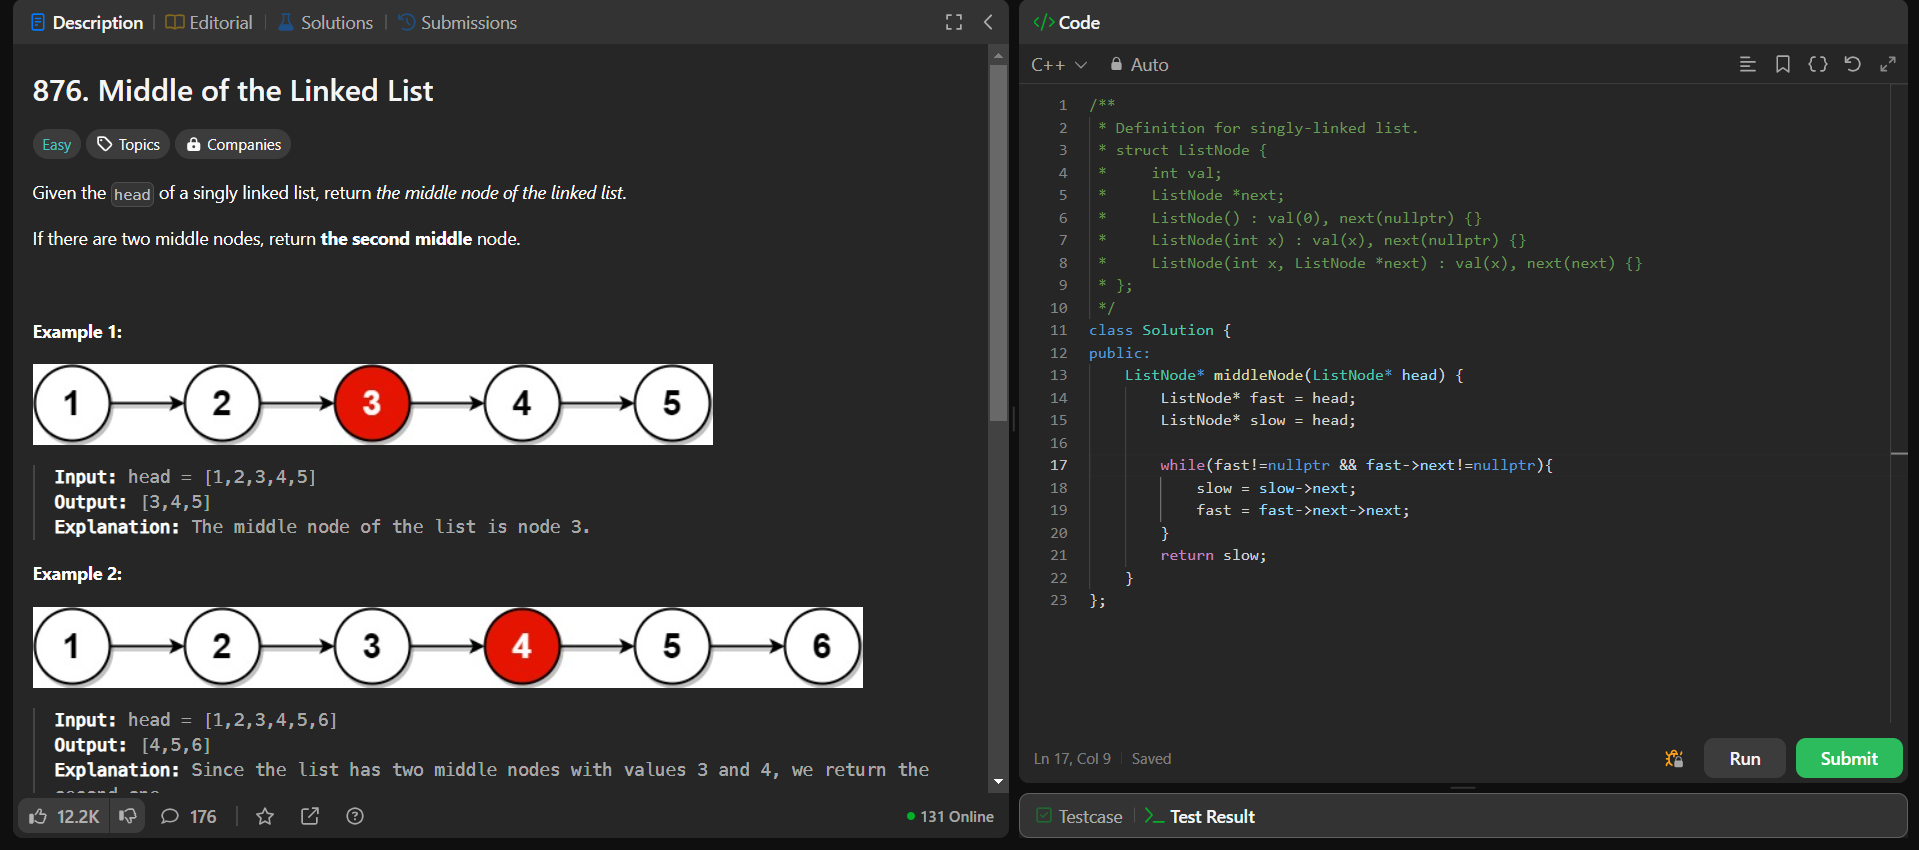 Description Editorial Solutions Submissions
876. Middle of the Linked List
Easy Topics Companies
Given the head of a singly linked list, return the middle node of the linked list.
If there are two middle nodes, return the second middle node.
Example 1:
1 2 3 4 5
Input: head = [1,2,3,4,5]
Output: [3,4,5]
Explanation: The middle node of the list is node 3.
Example 2:
1 2 3 4 5 6
Input: head = [1,2,3,4,5,6]
Output: [4,5,6]
Explanation: Since the list has two middle nodes with values 3 and 4, we return the
12.2K 176 131 Online
</> Code
C++ Auto
1 /**
2 * Definition for singly-linked list.
3 * struct ListNode {
4 * int val;
5 * ListNode *next;
6 * ListNode() : val(0), next(nullptr) {}
7 * ListNode(int x) : val(x), next(nullptr) {}
8 * ListNode(int x, ListNode *next) : val(x), next(next) {}
9 * };
10 */
11 class Solution {
12 public:
13 ListNode* middleNode(ListNode* head) {
14 ListNode* fast = head;
15 ListNode* slow = head;
16
17 while(fast!=nullptr && fast->next!=nullptr){
18 slow = slow->next;
19 fast = fast->next->next;
20 }
21 return slow;
22 }
23 };
Ln 17, Col 9 Saved
Run Submit
Testcase Test Result